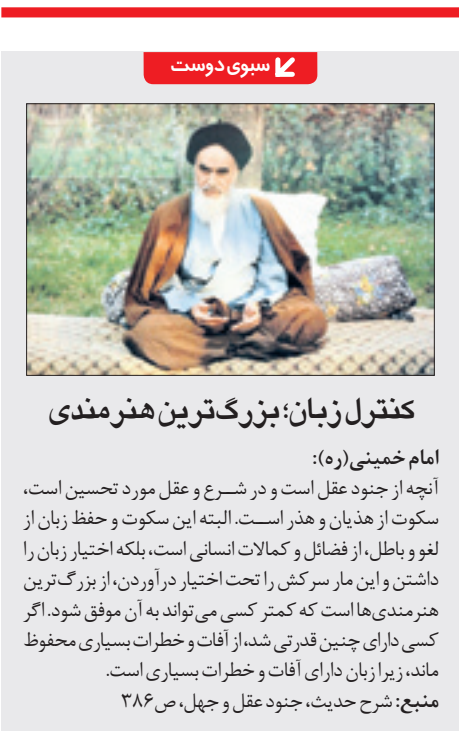 سبوی دوست
کنترل زبان؛ بزرگ‌ترین هنرمندی
امام خمینی(ره):
آنچه از جنود عقل است و در شــرع و عقل مورد تحسین است،
سکوت از هذیان و هذر اســت. البته این سکوت و حفظ زبان از
لغو و باطل، از فضائل و کمالات انسانی است، بلکه اختیار زبان را
داشتن و این مار سرکش را تحت اختیار درآوردن، از بزرگ‌ترین
هنرمندی‌ها است که کمتر کسی می‌تواند به آن موفق شود. اگر
کسی دارای چنین قدرتی شد، از آفات و خطرات بسیاری محفوظ
ماند، زیرا زبان دارای آفات و خطرات بسیاری است.
منبع: شرح حدیث، جنود عقل و جهل، ص۳۸۶